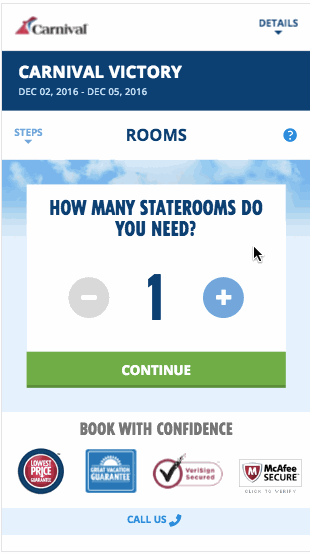 Carnival
DETAILS
CARNIVAL VICTORY
DEC 02, 2016 - DEC 05, 2016
STEPS
ROOMS
?
HOW MANY STATEROOMS DO
YOU NEED?
1
CONTINUE
BOOK WITH CONFIDENCE
LOWEST
PRICE
GUARANTEE
GREAT VACATION
GUARANTEE
VeriSign
Secured
McAfee
SECURE
CLICK TO VERIFY
CALL US